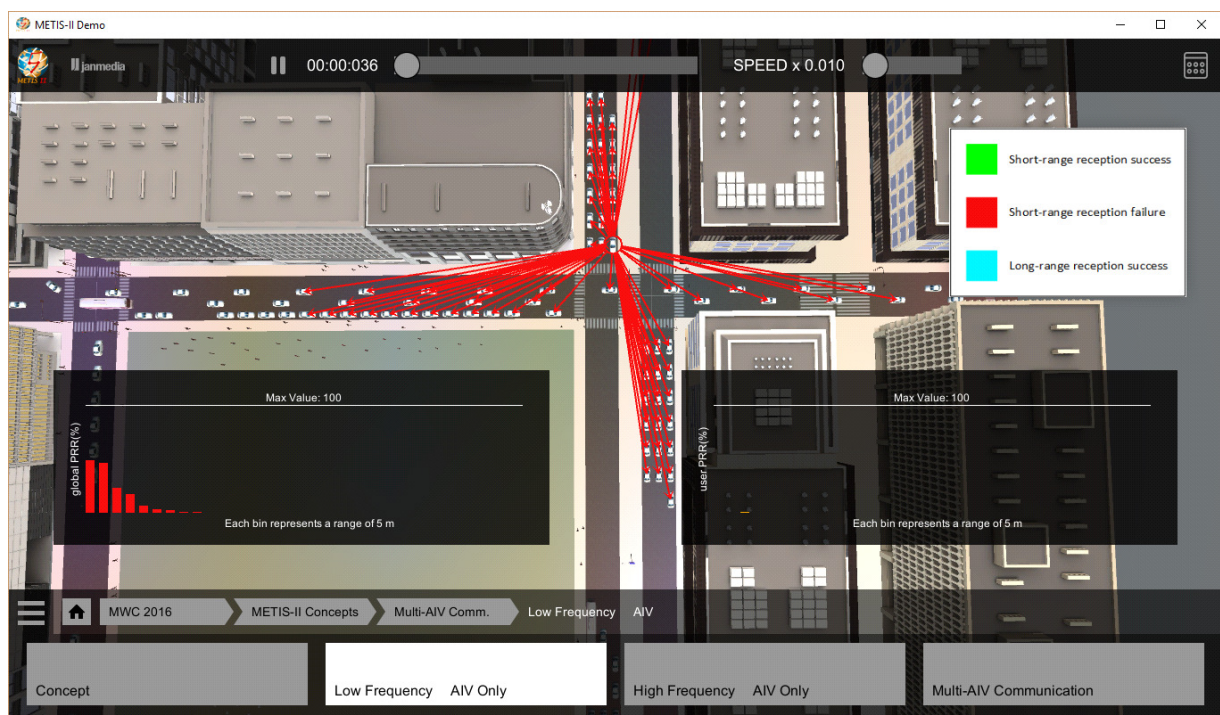 METIS-II Demo
METIS II
janmedia
00:00:036
SPEED x 0.010
Short-range reception success
Short-range reception failure
Long-range reception success
Max Value: 100
global PRR(%)
Each bin represents a range of 5 m
Max Value: 100
user PRR(%)
Each bin represents a range of 5 m
MWC 2016
METIS-II Concepts
Multi-AIV Comm.
Low Frequency AIV
Concept
Low Frequency AIV Only
High Frequency AIV Only
Multi-AIV Communication